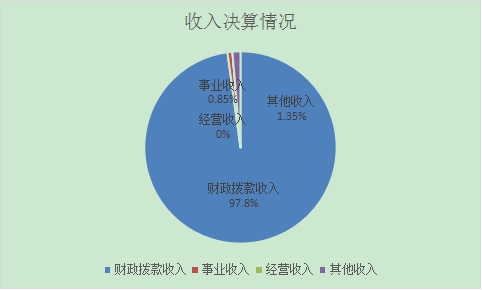 收入决算情况
事业收入
0.85%
其他收入
1.35%
经营收入
0%
财政拨款收入
97.8%
财政拨款收入 事业收入 经营收入 其他收入